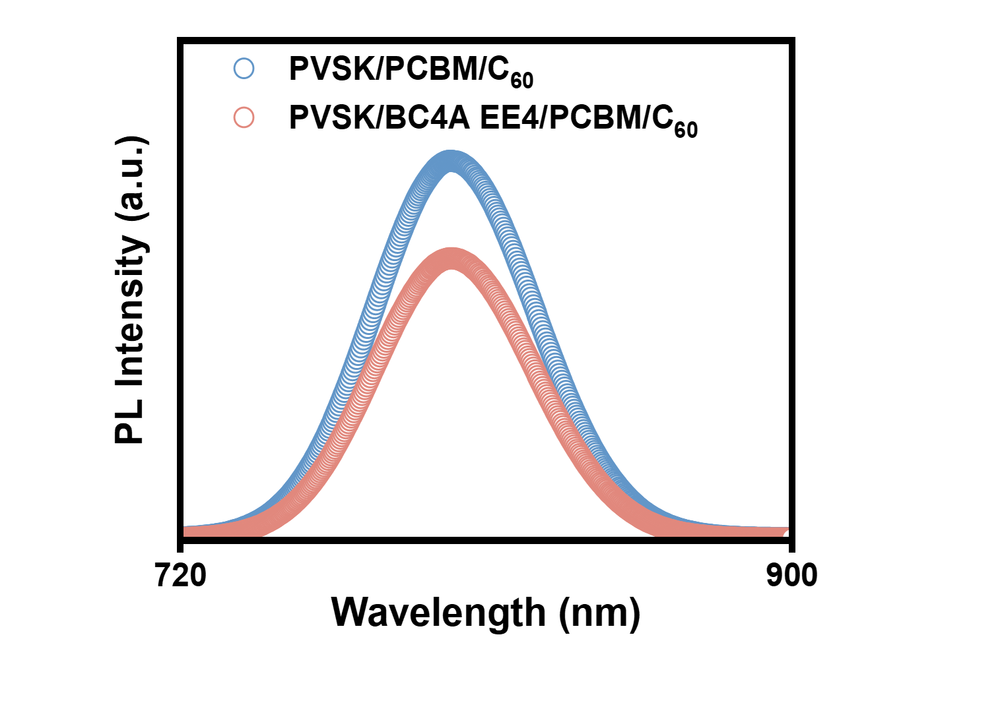 PVSK/PCBM/C₆₀
PVSK/BC4A EE4/PCBM/C₆₀
PL Intensity (a.u.)
720
900
Wavelength (nm)